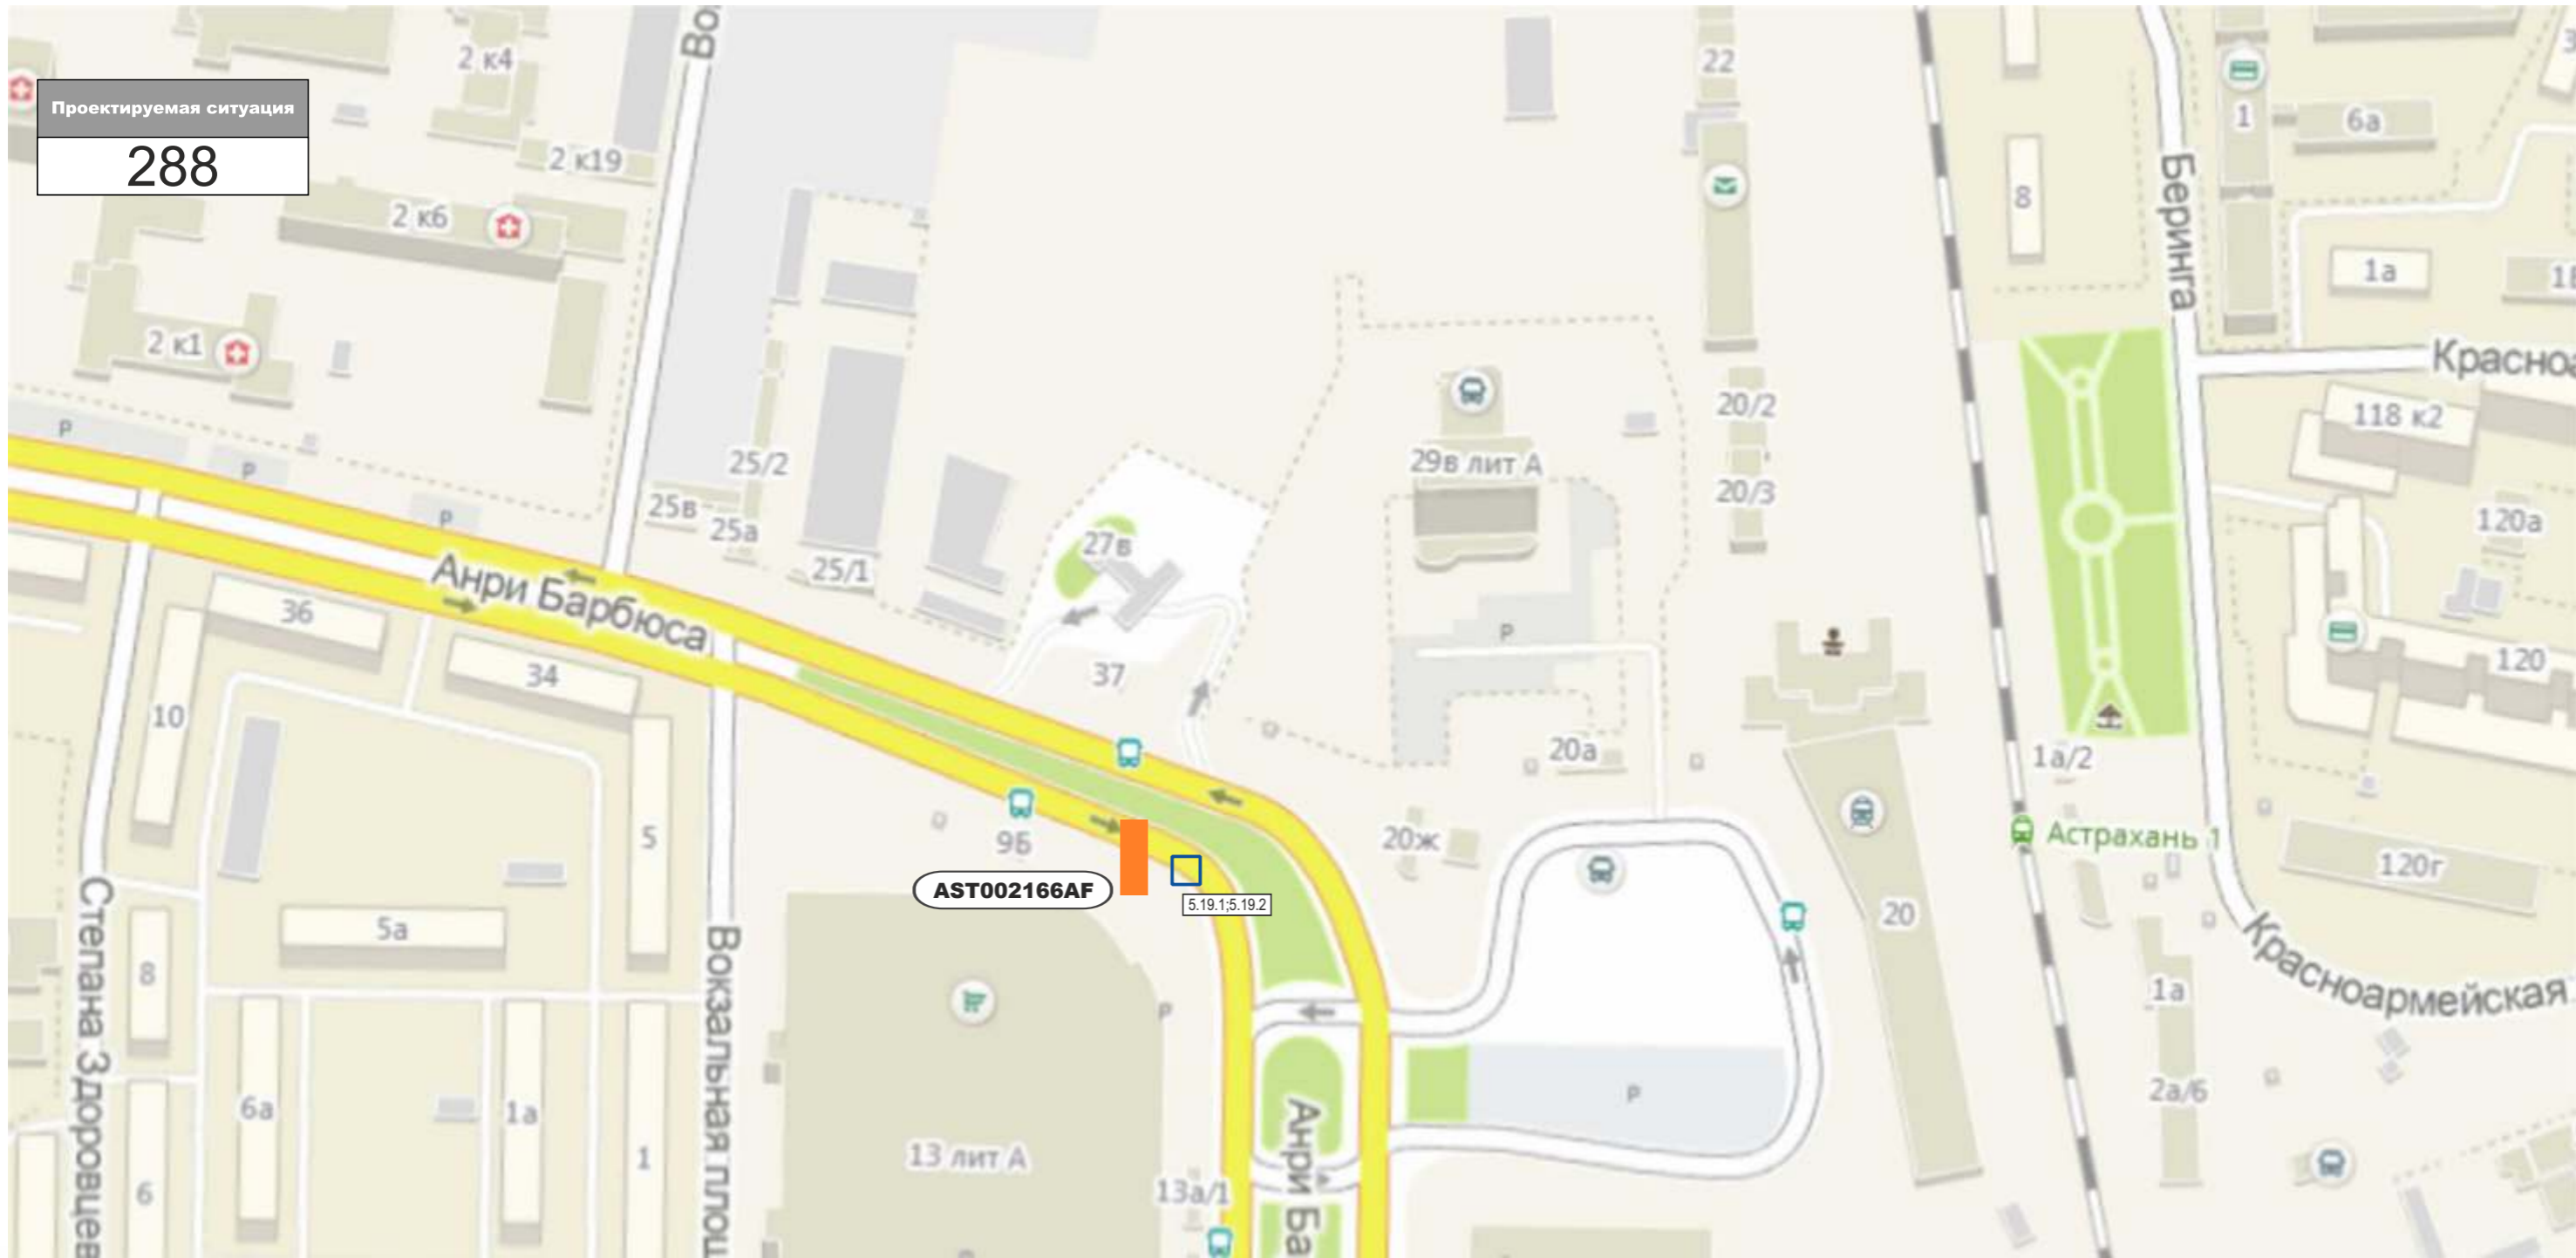 Проектируемая ситуация
288
2 к4
Во
22
1
6а
2 к19
8
Беринга
2 к6
1а
2 к1
Красноа
20/2
118 к2
P
25/2
29в лит А
P
20/3
25в
P
25а
120а
27в
25/1
Анри Барбюса
36
P
120
34
37
10
20а
1а/2
5
9Б
20ж
Астрахань 1
120г
AST002166AF
5.19.1;5.19.2
20
5а
8
Степана Здоровцев
Вокзальная площ
Красноармейская
1а
P
6а
1а
P
2а/6
1
13 лит А
Анри Ба
6
13а/1